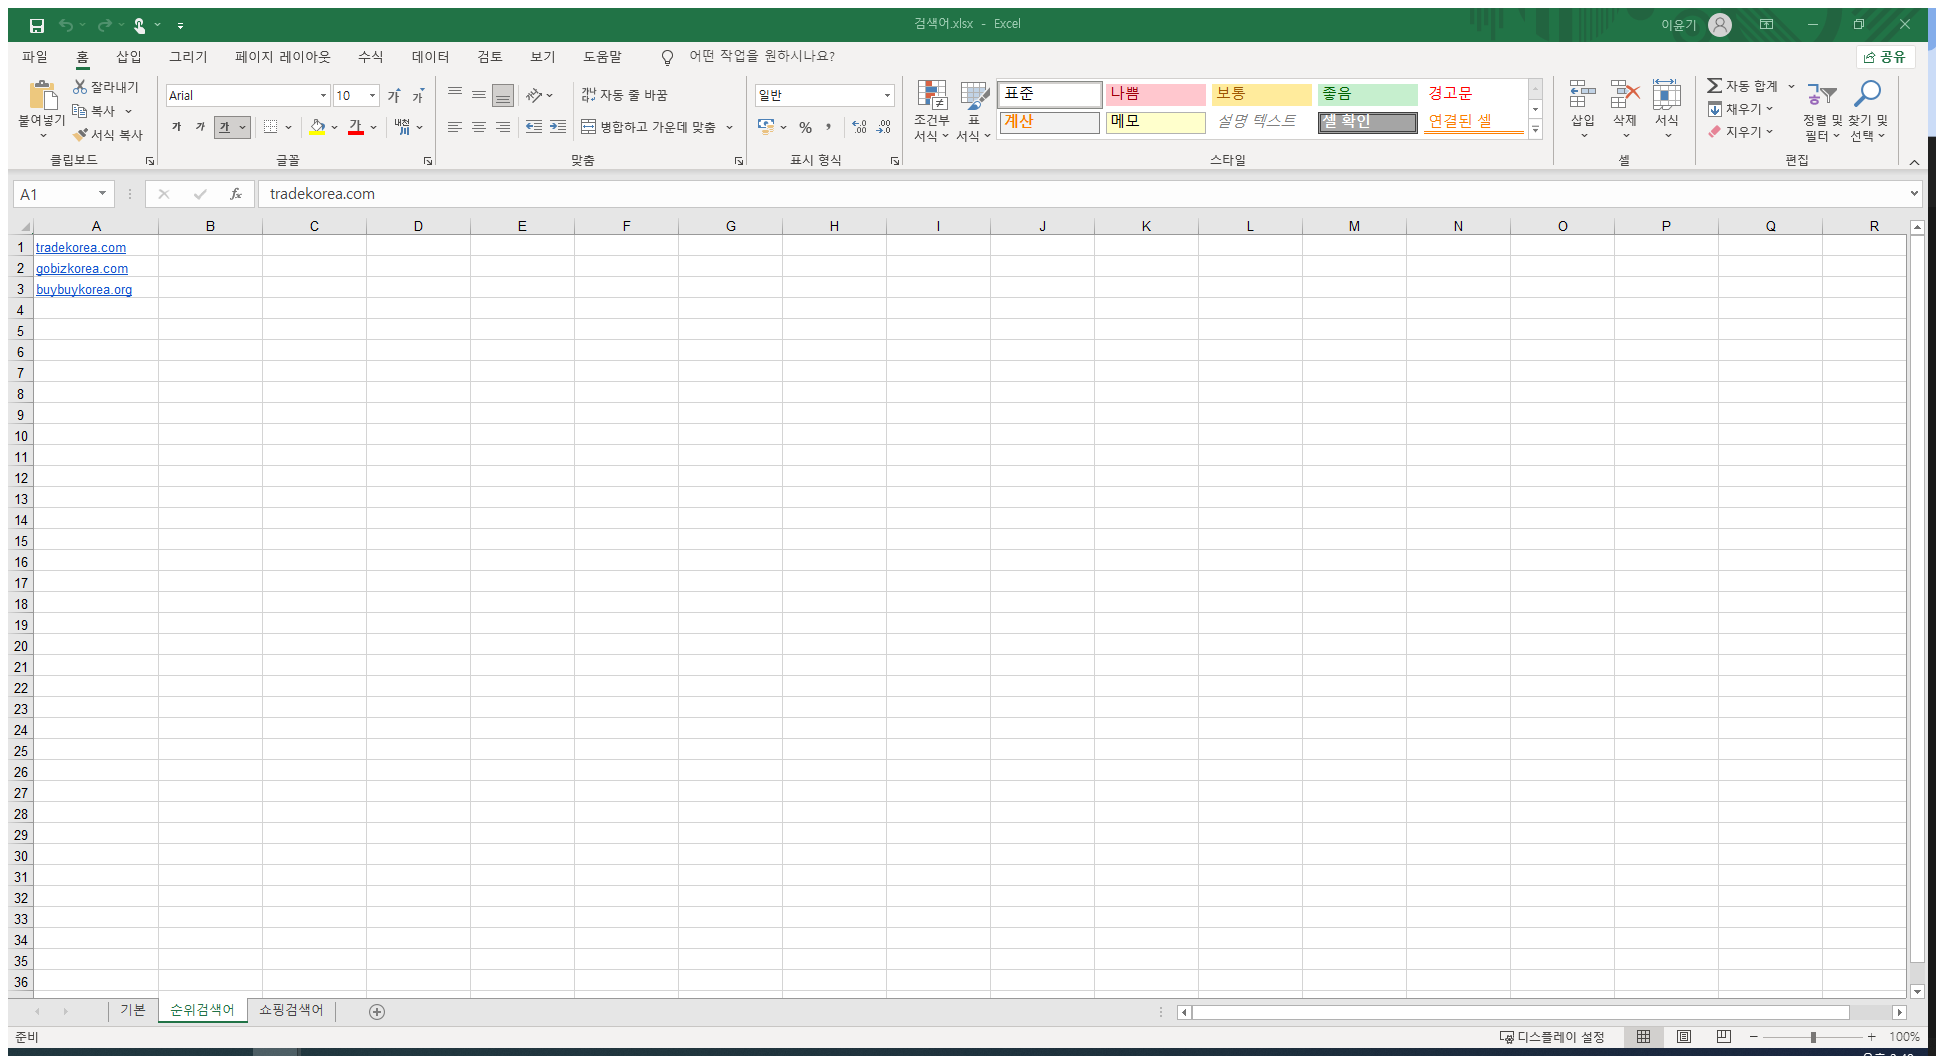 검색어.xlsx - Excel
이윤기
파일 홈 삽입 그리기 페이지 레이아웃 수식 데이터 검토 보기 도움말 어떤 작업을 원하시나요? 공유
붙여넣기
잘라내기
복사
서식 복사
클립보드
Arial 10 가 가
가 가 가 가 내천
글꼴
자동 줄 바꿈
병합하고 가운데 맞춤
맞춤
일반
% ,
표시 형식
조건부 서식
표 서식
표준 나쁨 보통 좋음 경고문
계산 메모 설명 텍스트 셀 확인 연결된 셀
스타일
삽입 삭제 서식
셀
자동 합계
채우기
지우기
정렬 및 필터
찾기 및 선택
편집
A1 fx tradekorea.com
A B C D E F G H I J K L M N O P Q R
1 tradekorea.com
2 gobizkorea.com
3 buybuykorea.org
4
5
6
7
8
9
10
11
12
13
14
15
16
17
18
19
20
21
22
23
24
25
26
27
28
29
30
31
32
33
34
35
36
기본 순위검색어 쇼핑검색어
준비 디스플레이 설정 100%